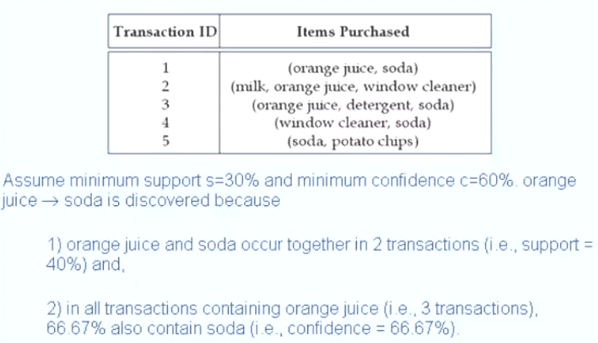 Transaction ID Items Purchased
1 (orange juice, soda)
2 (milk, orange juice, window cleaner)
3 (orange juice, detergent, soda)
4 (window cleaner, soda)
5 (soda, potato chips)
Assume minimum support s=30% and minimum confidence c=60%. orange
juice → soda is discovered because
1) orange juice and soda occur together in 2 transactions (i.e., support =
40%) and,
2) in all transactions containing orange juice (i.e., 3 transactions),
66.67% also contain soda (i.e., confidence = 66.67%).